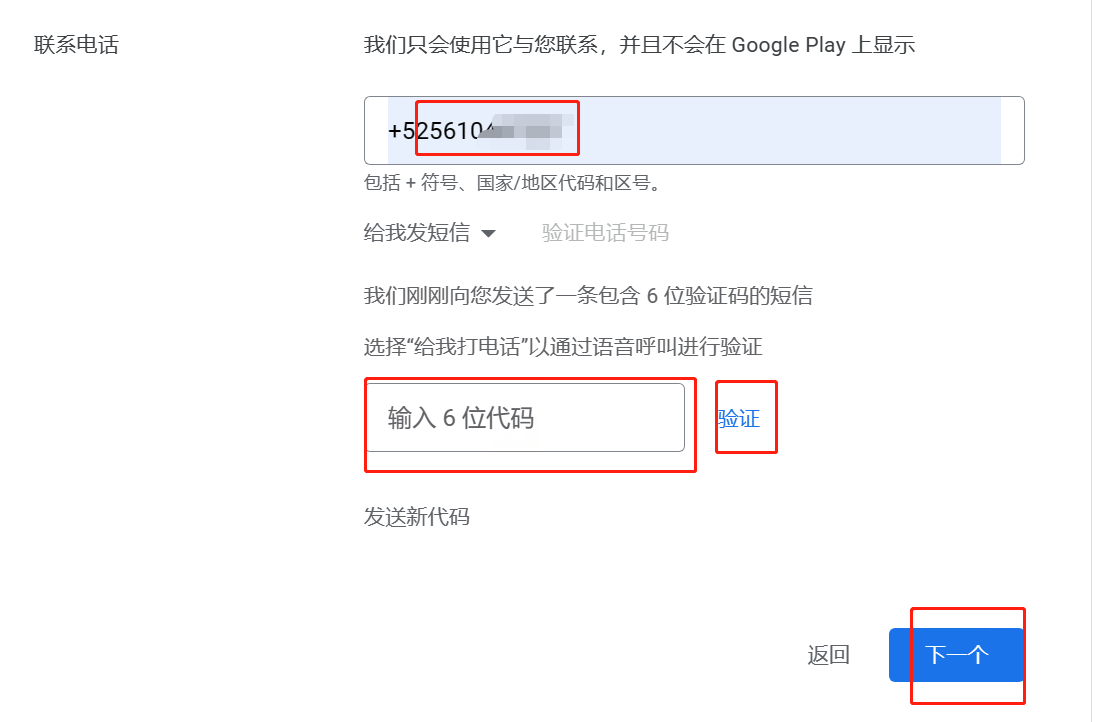 联系电话
我们只会使用它与您联系，并且不会在 Google Play 上显示
+5256104
包括 + 符号、国家/地区代码和区号。
给我发短信 验证电话号码
我们刚刚向您发送了一条包含 6 位验证码的短信
选择“给我打电话”以通过语音呼叫进行验证
输入 6 位代码 验证
发送新代码
返回 下一个